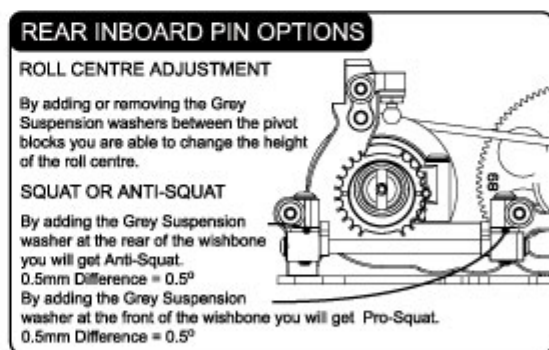 REAR INBOARD PIN OPTIONS
ROLL CENTRE ADJUSTMENT
By adding or removing the Grey
Suspension washers between the pivot
blocks you are able to change the height
of the roll centre.
SQUAT OR ANTI-SQUAT
By adding the Grey Suspension
washer at the rear of the wishbone
you will get Anti-Squat.
0.5mm Difference = 0.5º
By adding the Grey Suspension
washer at the front of the wishbone you will get Pro-Squat.
0.5mm Difference = 0.5º
89